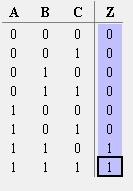 A B C Z
0 0 0 0
0 0 1 0
0 1 0 0
0 1 1 0
1 0 0 0
1 0 1 0
1 1 0 1
1 1 1 1